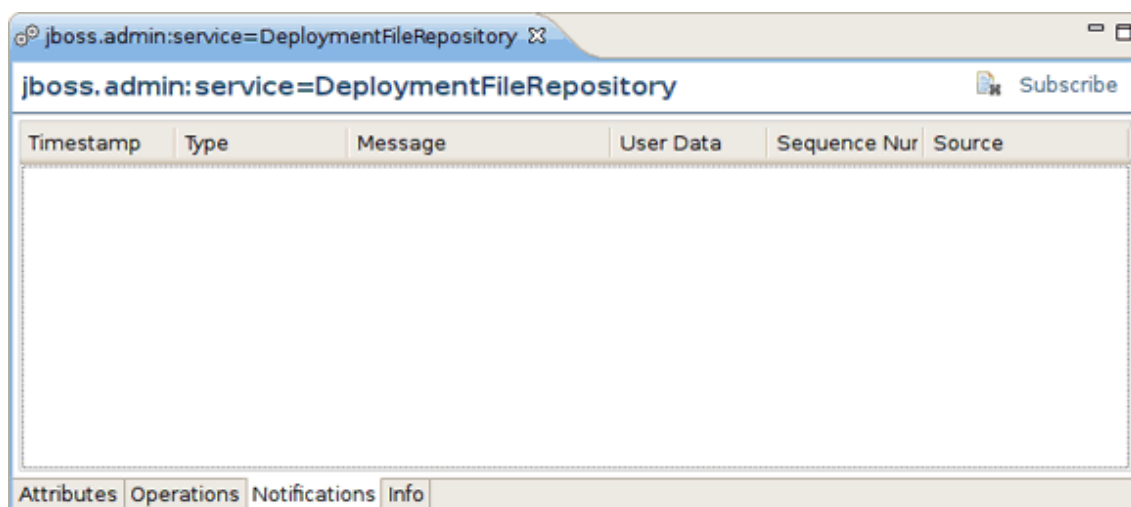 jboss.admin:service=DeploymentFileRepository
jboss.admin:service=DeploymentFileRepository Subscribe
Timestamp Type Message User Data Sequence Nur Source
Attributes Operations Notifications Info